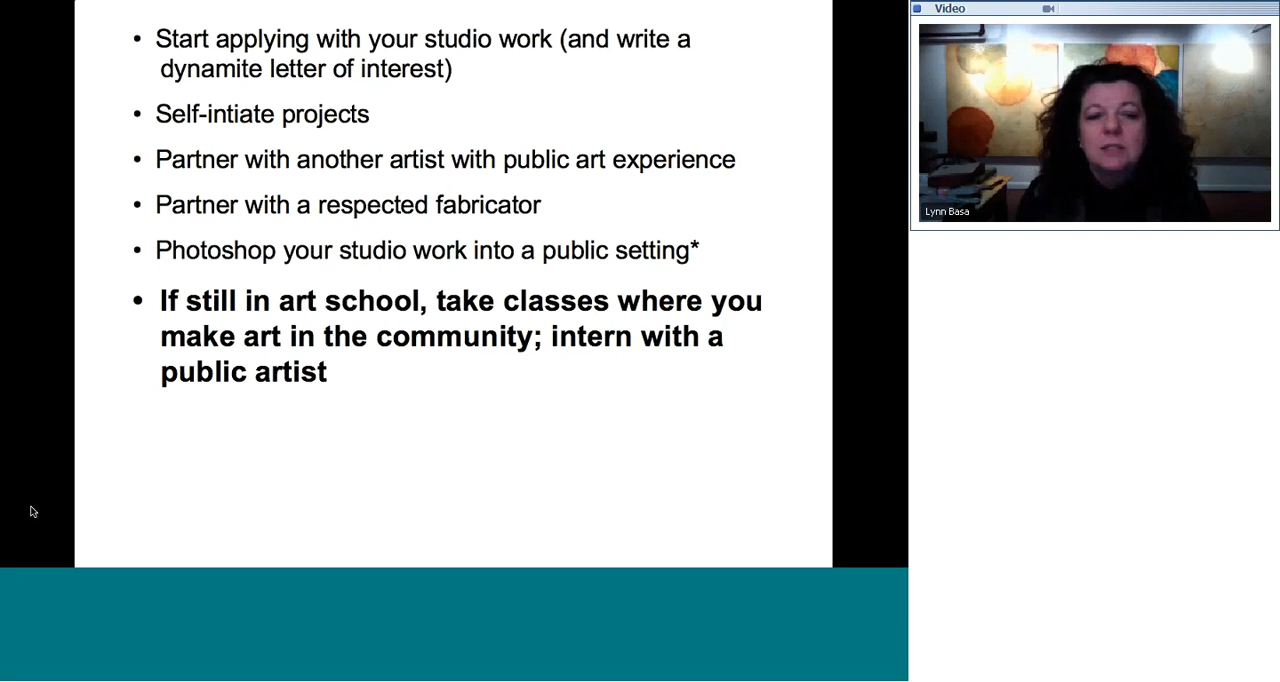 • Start applying with your studio work (and write a
dynamite letter of interest)
• Self-intiate projects
• Partner with another artist with public art experience
• Partner with a respected fabricator
• Photoshop your studio work into a public setting*
• If still in art school, take classes where you
make art in the community; intern with a
public artist
Video
Lynn Basa